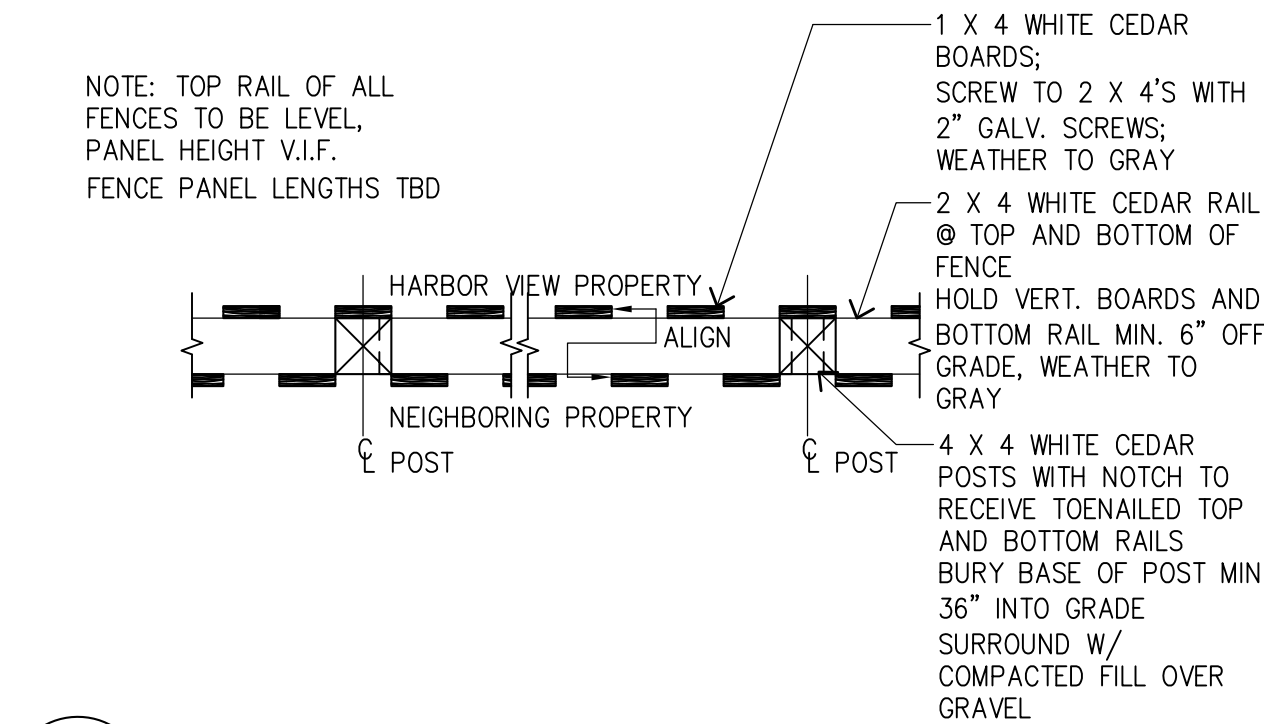 NOTE: TOP RAIL OF ALL
FENCES TO BE LEVEL,
PANEL HEIGHT V.I.F.
FENCE PANEL LENGTHS TBD
1 X 4 WHITE CEDAR
BOARDS;
SCREW TO 2 X 4'S WITH
2" GALV. SCREWS;
WEATHER TO GRAY
2 X 4 WHITE CEDAR RAIL
@ TOP AND BOTTOM OF
FENCE
HOLD VERT. BOARDS AND
BOTTOM RAIL MIN. 6" OFF
GRADE, WEATHER TO
GRAY
4 X 4 WHITE CEDAR
POSTS WITH NOTCH TO
RECEIVE TOENAILED TOP
AND BOTTOM RAILS
BURY BASE OF POST MIN
36" INTO GRADE
SURROUND W/
COMPACTED FILL OVER
GRAVEL
HARBOR VIEW PROPERTY
ALIGN
NEIGHBORING PROPERTY
℄ POST
℄ POST